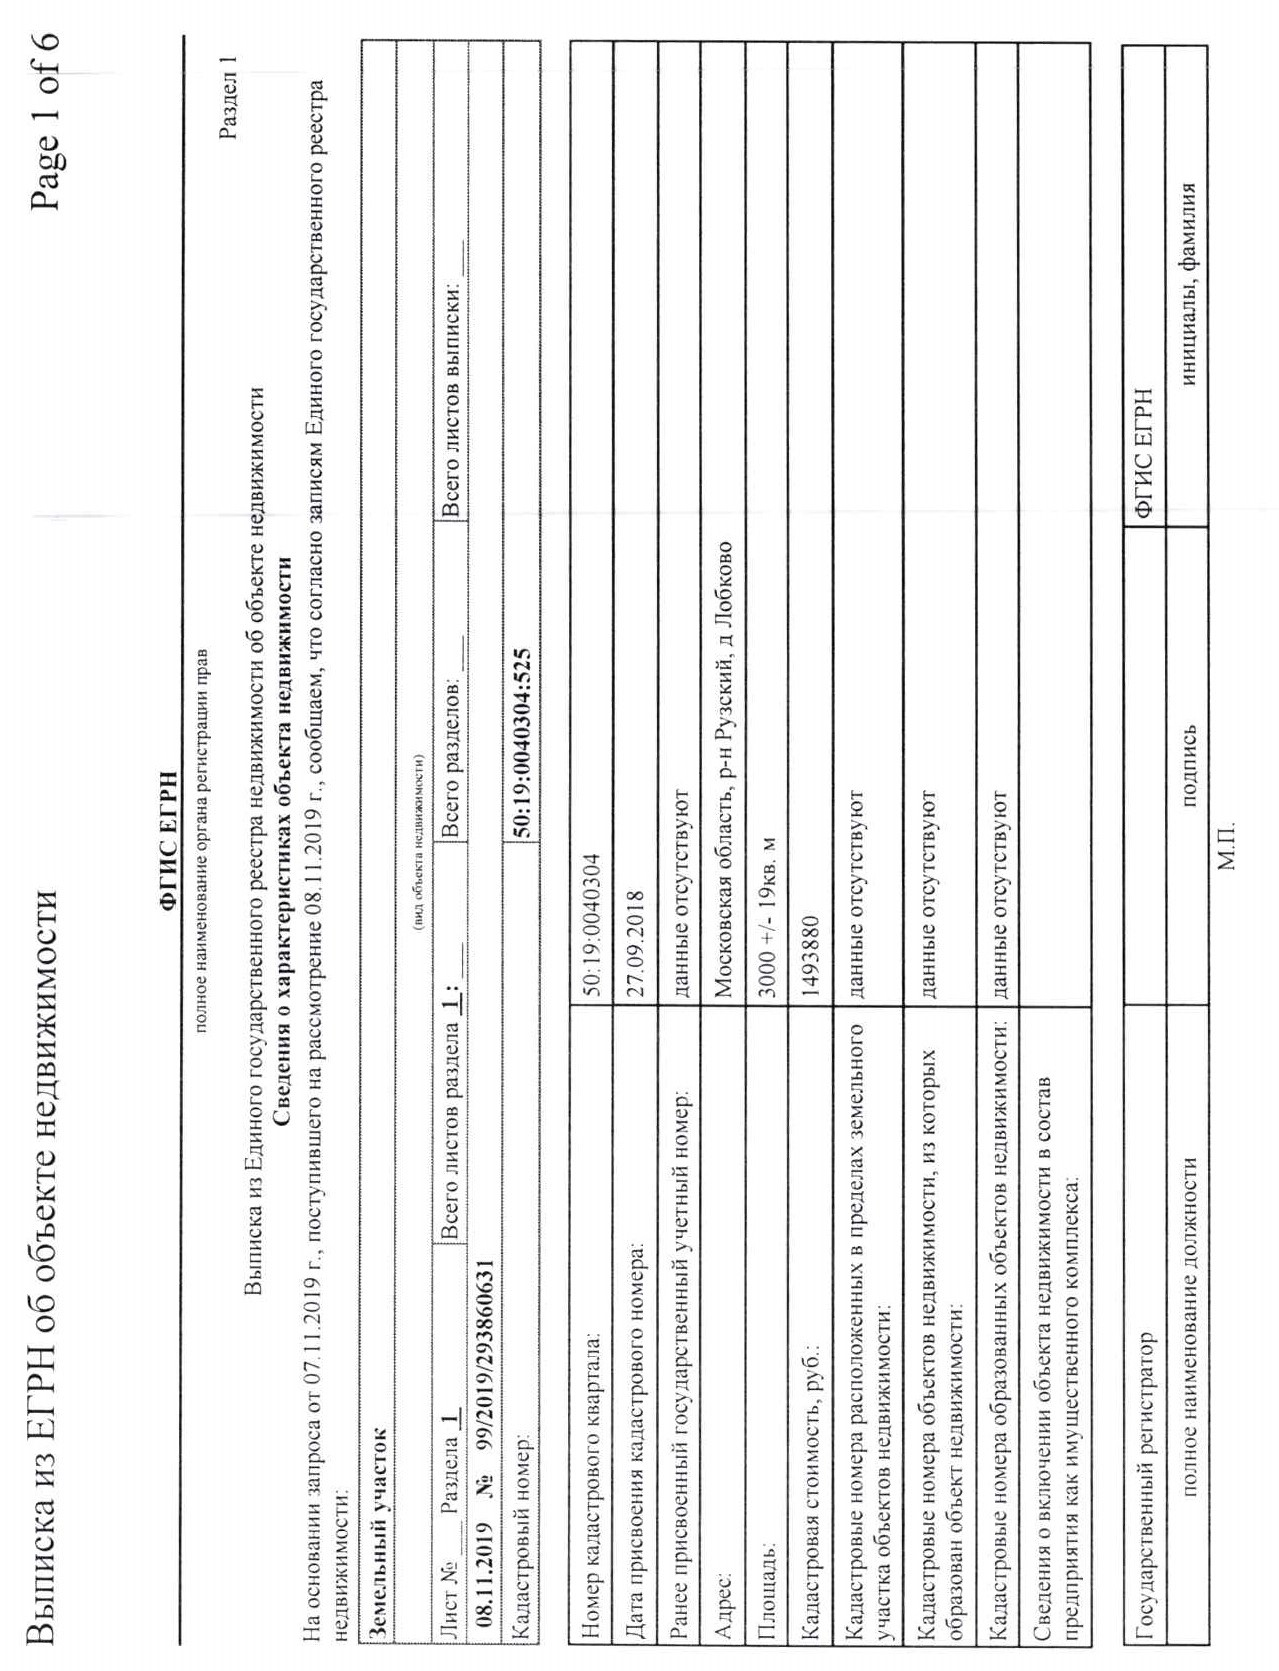 Выписка из ЕГРН об объекте недвижимости Page 1 of 6
ФГИС ЕГРН
полное наименование органа регистрации прав
Раздел 1
Выписка из Единого государственного реестра недвижимости об объекте недвижимости
Сведения о характеристиках объекта недвижимости
На основании запроса от 07.11.2019 г., поступившего на рассмотрение 08.11.2019 г., сообщаем, что согласно записям Единого государственного реестра
недвижимости:
Земельный участок
(вид объекта недвижимости)
Лист № ___ Раздела 1 Всего листов раздела 1 : ___ Всего разделов: ___ Всего листов выписки: ___
08.11.2019 № 99/2019/293860631
Кадастровый номер: 50:19:0040304:525
Номер кадастрового квартала: 50:19:0040304
Дата присвоения кадастрового номера: 27.09.2018
Ранее присвоенный государственный учетный номер: данные отсутствуют
Адрес: Московская область, р-н Рузский, д Лобково
Площадь: 3000 +/- 19кв. м
Кадастровая стоимость, руб.: 1493880
Кадастровые номера расположенных в пределах земельного
участка объектов недвижимости: данные отсутствуют
Кадастровые номера объектов недвижимости, из которых
образован объект недвижимости: данные отсутствуют
Кадастровые номера образованных объектов недвижимости: данные отсутствуют
Сведения о включении объекта недвижимости в состав
предприятия как имущественного комплекса:
Государственный регистратор ФГИС ЕГРН
полное наименование должности подпись инициалы, фамилия
М.П.